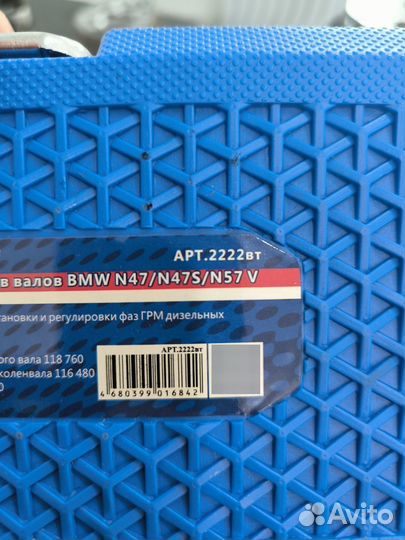 АРТ.2222вт
в валов BMW N47/N47S/N57 V
тановки и регулировки фаз ГРМ дизельных
ого вала 118 760
коленвала 116 480
0
АРТ.2222вт
4 680399 016842
Avito